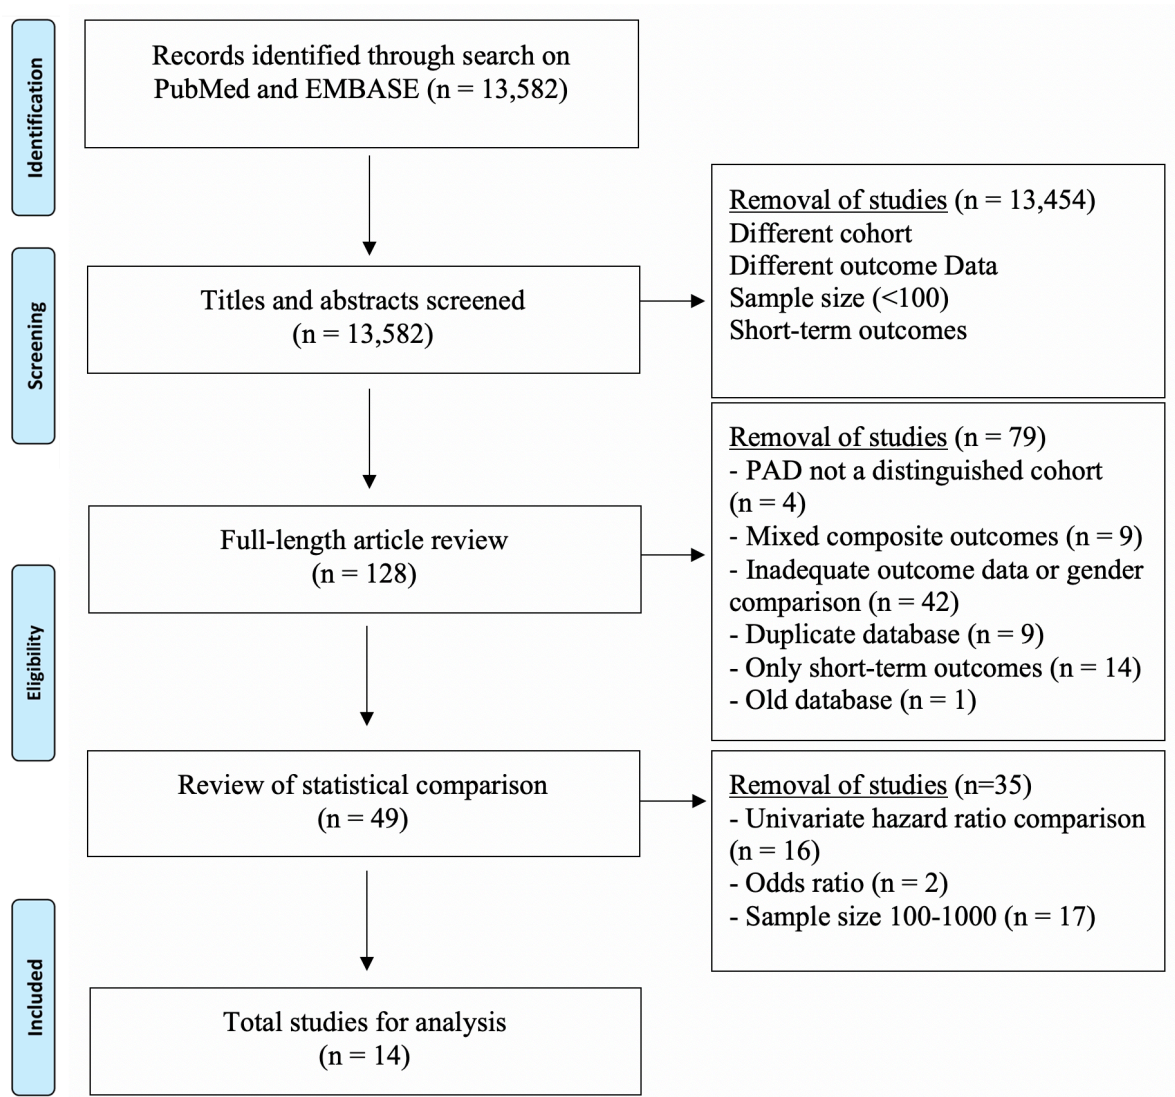 Identification
Records identified through search on
PubMed and EMBASE (n = 13,582)
Removal of studies (n = 13,454)
Different cohort
Different outcome Data
Sample size (<100)
Short-term outcomes
Screening
Titles and abstracts screened
(n = 13,582)
Removal of studies (n = 79)
- PAD not a distinguished cohort
(n = 4)
- Mixed composite outcomes (n = 9)
- Inadequate outcome data or gender
comparison (n = 42)
- Duplicate database (n = 9)
- Only short-term outcomes (n = 14)
- Old database (n = 1)
Eligibility
Full-length article review
(n = 128)
Review of statistical comparison
(n = 49)
Removal of studies (n=35)
- Univariate hazard ratio comparison
(n = 16)
- Odds ratio (n = 2)
- Sample size 100-1000 (n = 17)
Included
Total studies for analysis
(n = 14)